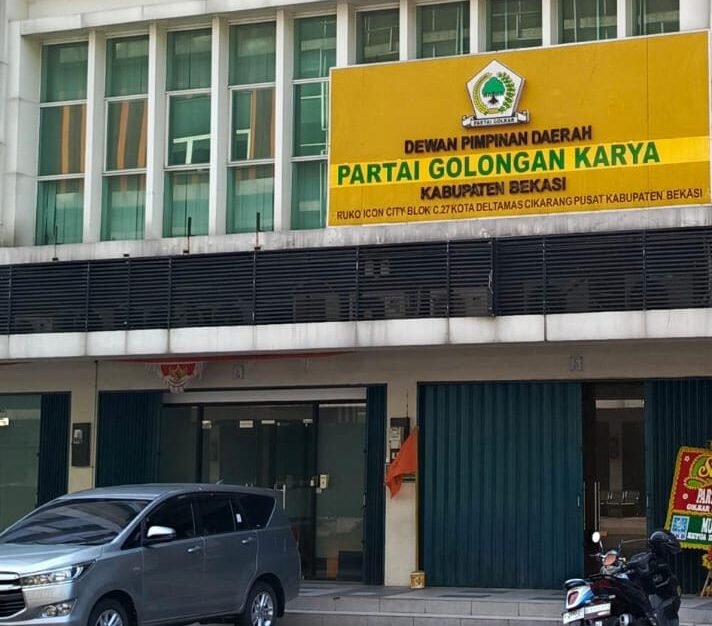 PARTAI GOLKAR
DEWAN PIMPINAN DAERAH
PARTAI GOLONGAN KARYA
KABUPATEN BEKASI
RUKO ICON CITY BLOK C.27 KOTA DELTAMAS CIKARANG PUSAT KABUPATEN BEKASI
GOLKAR